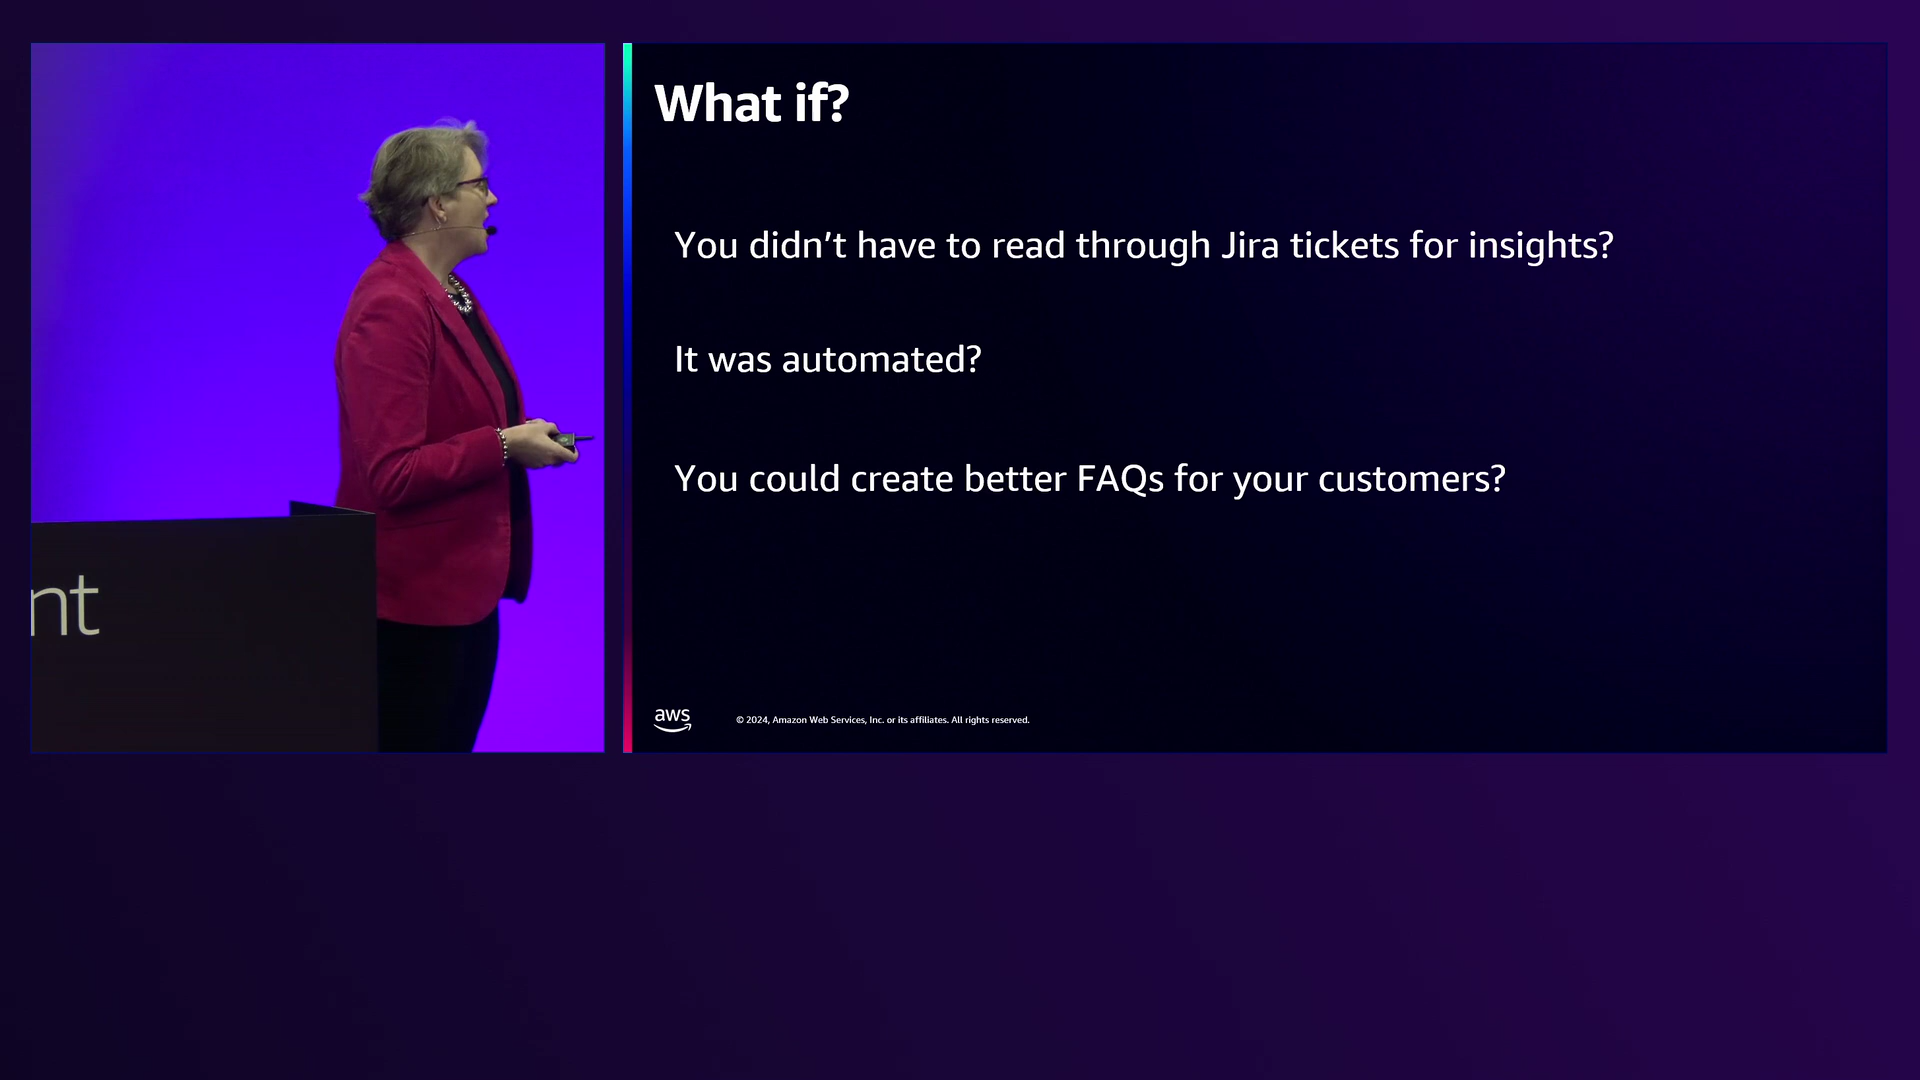 What if?
You didn’t have to read through Jira tickets for insights?
It was automated?
You could create better FAQs for your customers?
nt
aws
© 2024, Amazon Web Services, Inc. or its affiliates. All rights reserved.